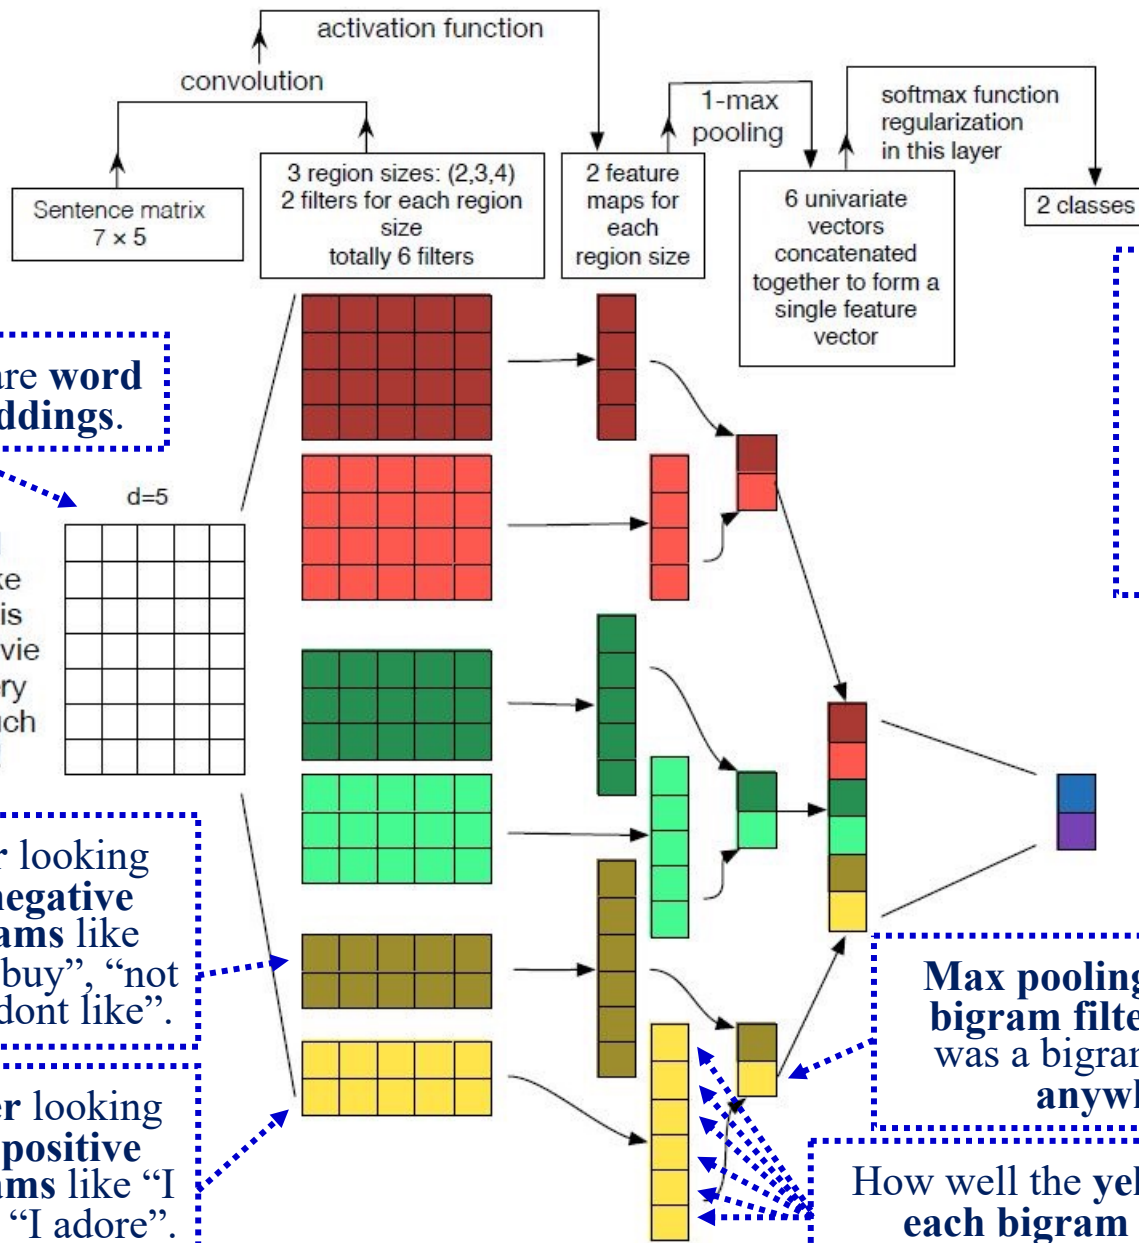 activation function
convolution
1-max
pooling
softmax function
regularization
in this layer
Sentence matrix
7 × 5
3 region sizes: (2,3,4)
2 filters for each region
size
totally 6 filters
2 feature
maps for
each
region size
6 univariate
vectors
concatenated
together to form a
single feature
vector
2 classes
are word
ddings.
d=5
is
vie
ry
uch
!
r looking
negative
ams like
buy”, “not
dont like”.
er looking
positive
ams like “I
“I adore”.
Max pooling
bigram filte
was a bigran
anywh
How well the yel
each bigram